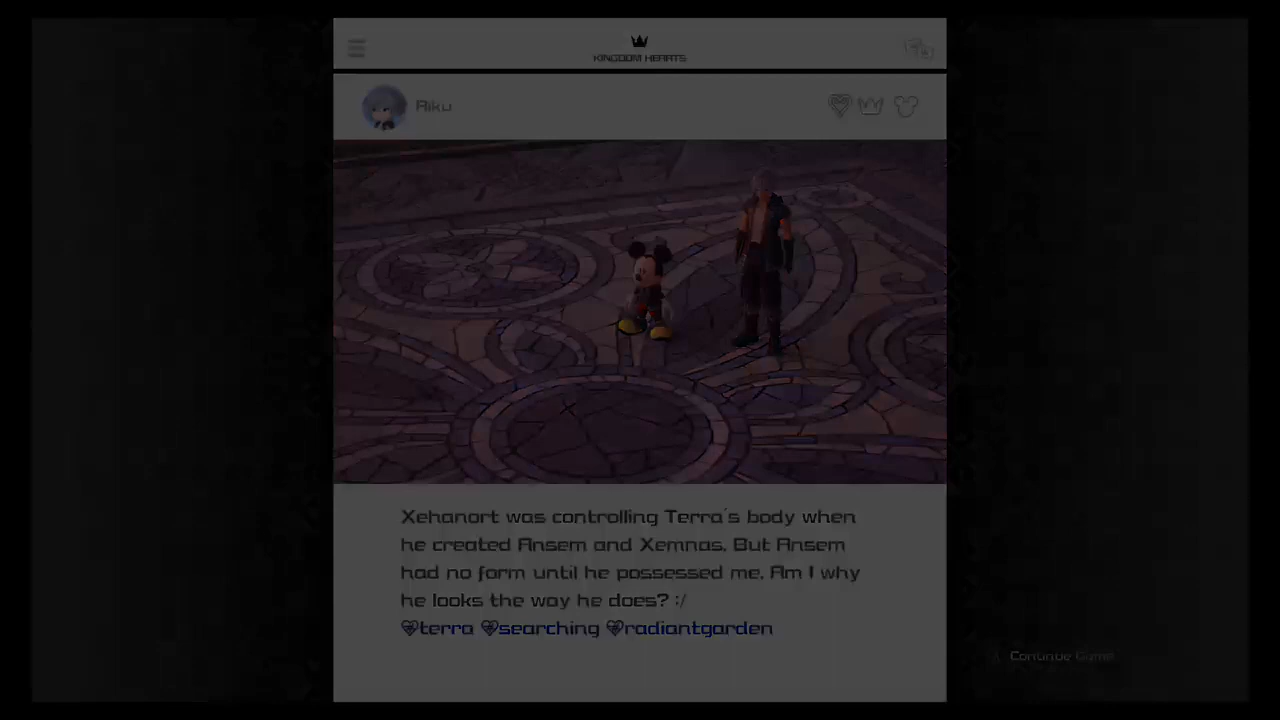 KINGDOM HEARTS
Riku
Xehanort was controlling Terra's body when
he created Ansem and Xemnas. But Ansem
had no form until he possessed me. Am I why
he looks the way he does? :/
terra searching radiantgarden
Continue Game